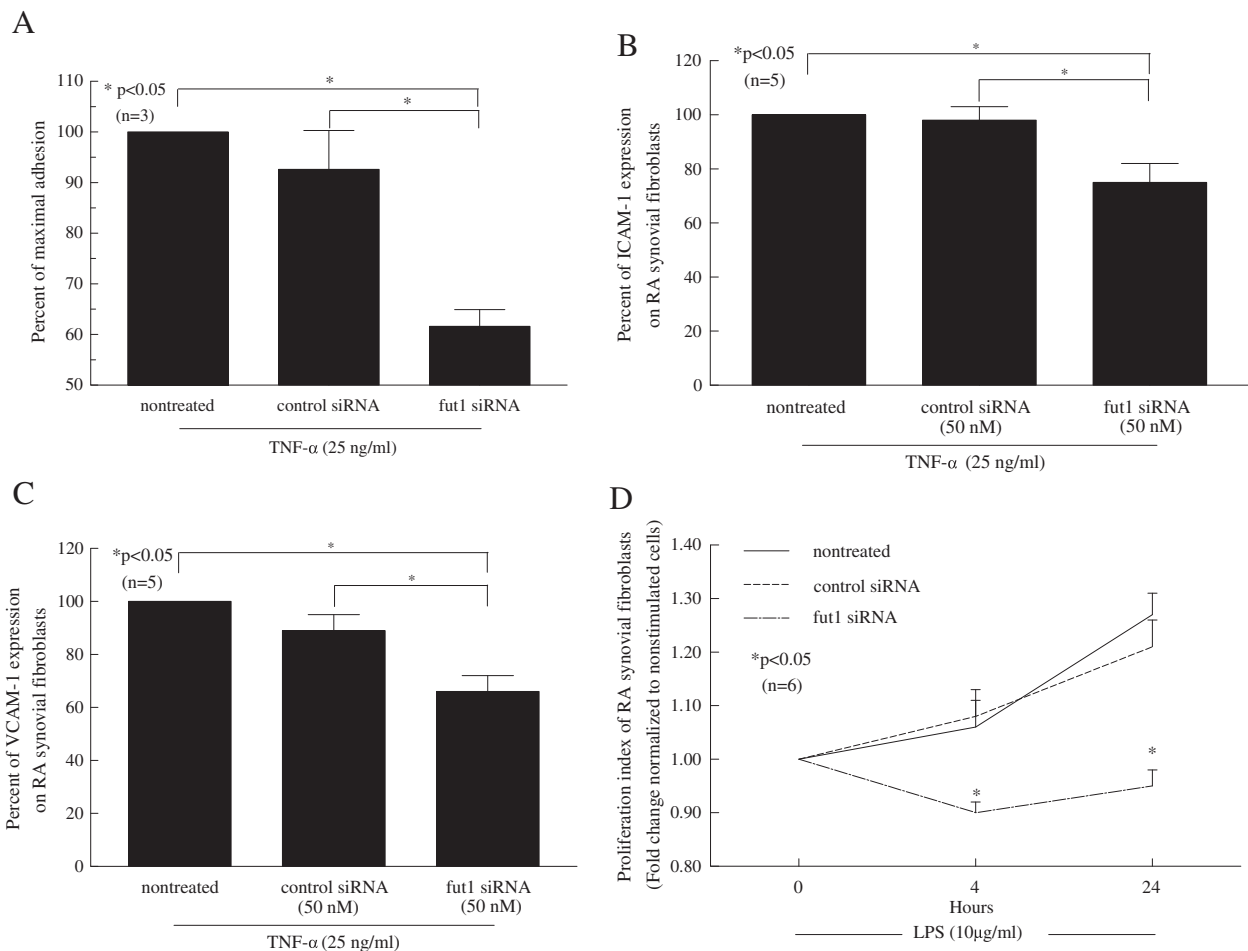 A
Percent of maximal adhesion
110
100
90
80
70
60
50
* p<0.05
(n=3)
*
*
nontreated
control siRNA
fut1 siRNA
TNF-α (25 ng/ml)
B
Percent of ICAM-1 expression
on RA synovial fibroblasts
120
100
80
60
40
20
0
*p<0.05
(n=5)
*
*
nontreated
control siRNA
(50 nM)
fut1 siRNA
(50 nM)
TNF-α (25 ng/ml)
C
Percent of VCAM-1 expression
on RA synovial fibroblasts
120
100
80
60
40
20
0
*p<0.05
(n=5)
*
*
nontreated
control siRNA
(50 nM)
fut1 siRNA
(50 nM)
TNF-α (25 ng/ml)
D
Proliferation index of RA synovial fibroblasts
(Fold change normalized to nonstimulated cells)
1.40
1.30
1.20
1.10
1.00
0.90
0.80
nontreated
control siRNA
fut1 siRNA
*p<0.05
(n=6)
*
*
0
4
24
Hours
LPS (10μg/ml)